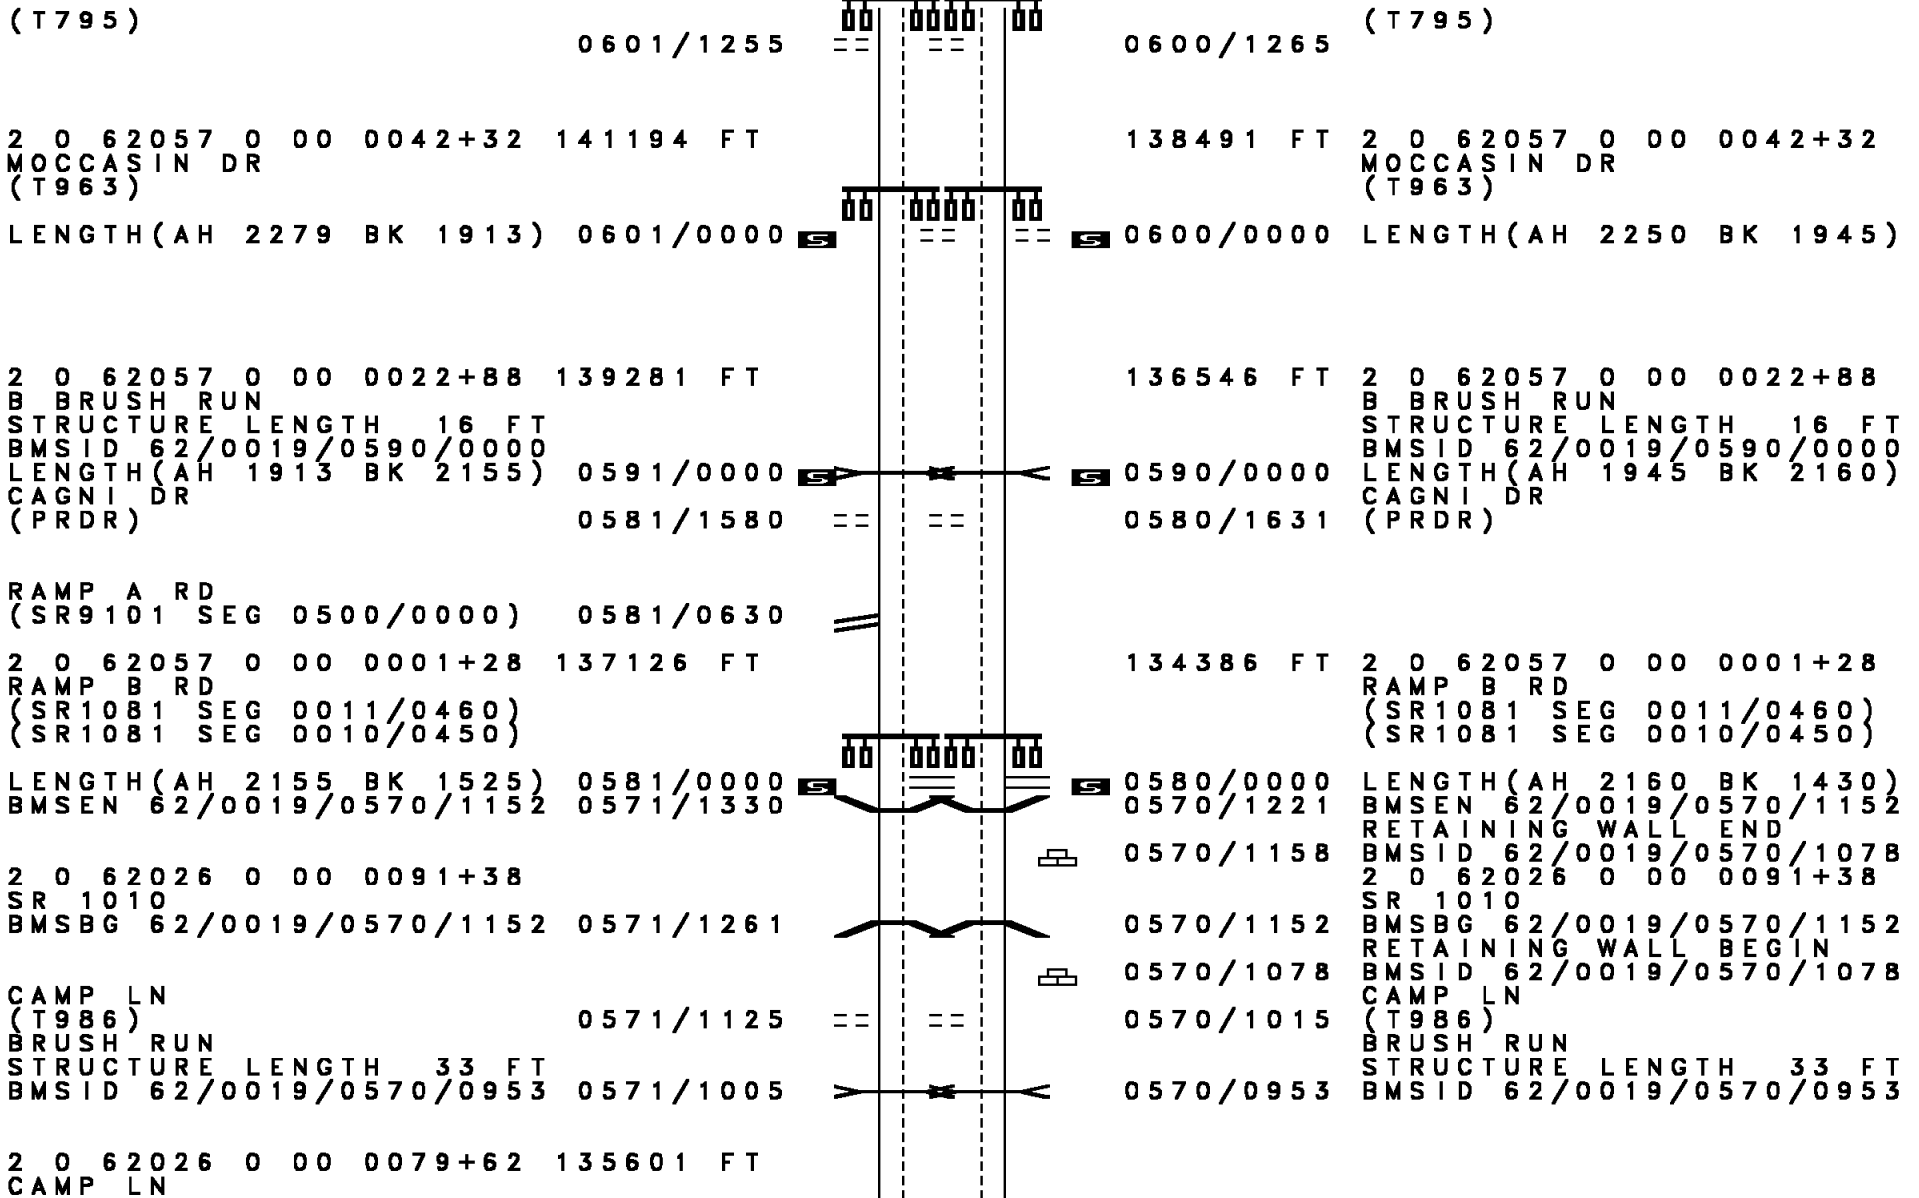 (T795) (T795)
0601/1255 0600/1265
2 0 62057 0 00 0042+32 141194 FT 138491 FT 2 0 62057 0 00 0042+32
MOCCASIN DR MOCCASIN DR
(T963) (T963)
LENGTH(AH 2279 BK 1913) 0601/0000 S S 0600/0000 LENGTH(AH 2250 BK 1945)
2 0 62057 0 00 0022+88 139281 FT 136546 FT 2 0 62057 0 00 0022+88
B BRUSH RUN B BRUSH RUN
STRUCTURE LENGTH 16 FT STRUCTURE LENGTH 16 FT
BMSID 62/0019/0590/0000 BMSID 62/0019/0590/0000
LENGTH(AH 1913 BK 2155) 0591/0000 S S 0590/0000 LENGTH(AH 1945 BK 2160)
CAGNI DR CAGNI DR
(PRDR) 0581/1580 0580/1631 (PRDR)
RAMP A RD
(SR9101 SEG 0500/0000) 0581/0630
2 0 62057 0 00 0001+28 137126 FT 134386 FT 2 0 62057 0 00 0001+28
RAMP B RD RAMP B RD
(SR1081 SEG 0011/0460) (SR1081 SEG 0011/0460)
(SR1081 SEG 0010/0450) (SR1081 SEG 0010/0450)
LENGTH(AH 2155 BK 1525) 0581/0000 S S 0580/0000 LENGTH(AH 2160 BK 1430)
BMSEN 62/0019/0570/1152 0571/1330 0570/1221 BMSEN 62/0019/0570/1152
RETAINING WALL END
0570/1158 BMSID 62/0019/0570/1078
2 0 62026 0 00 0091+38 2 0 62026 0 00 0091+38
SR 1010 SR 1010
BMSBG 62/0019/0570/1152 0571/1261 0570/1152 BMSBG 62/0019/0570/1152
RETAINING WALL BEGIN
0570/1078 BMSID 62/0019/0570/1078
CAMP LN CAMP LN
(T986) 0571/1125 0570/1015 (T986)
BRUSH RUN BRUSH RUN
STRUCTURE LENGTH 33 FT STRUCTURE LENGTH 33 FT
BMSID 62/0019/0570/0953 0571/1005 0570/0953 BMSID 62/0019/0570/0953
2 0 62026 0 00 0079+62 135601 FT
CAMP LN